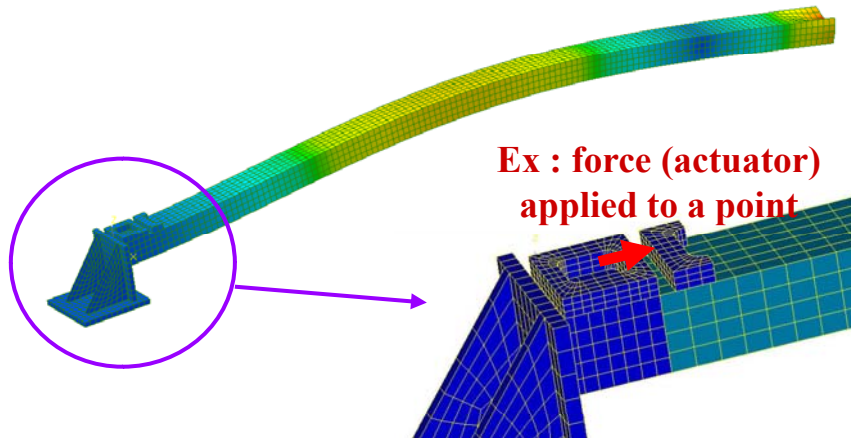 Ex : force (actuator)
applied to a point